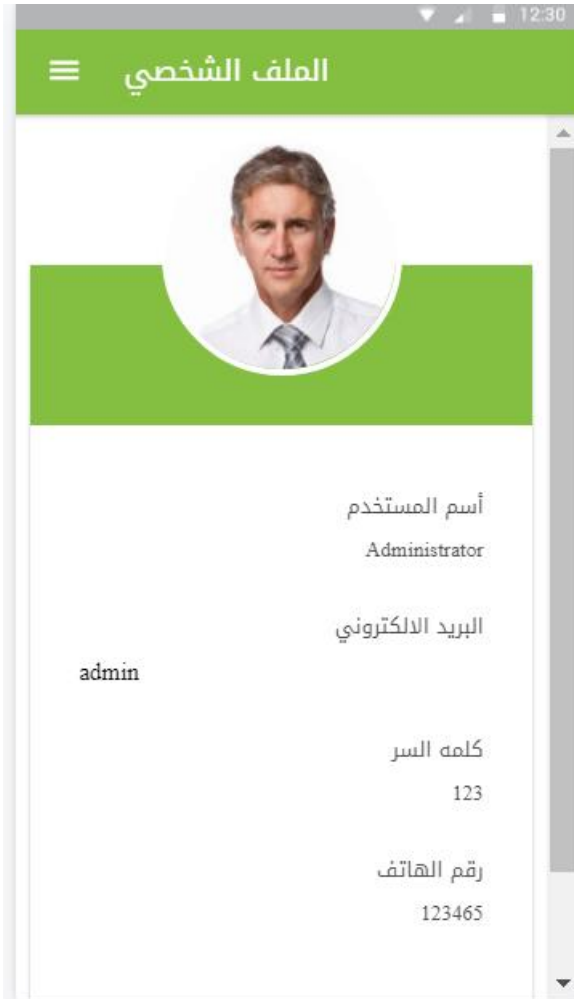 12:30
الملف الشخصي
أسم المستخدم
Administrator
البريد الالكتروني
admin
كلمه السر
123
رقم الهاتف
123465